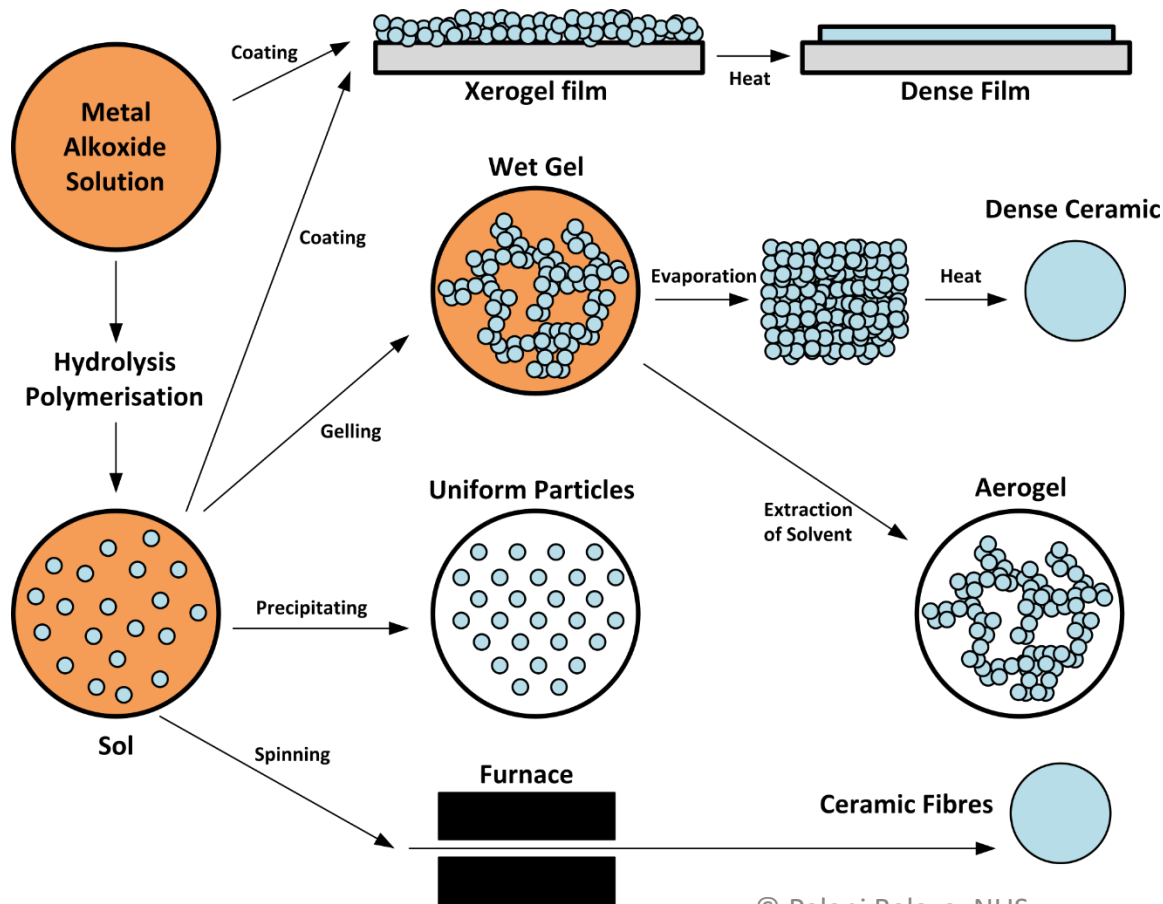 Coating
Xerogel film
Heat
Dense Film
Metal
Alkoxide
Solution
Wet Gel
Coating
Dense Ceramic
Evaporation
Heat
Hydrolysis
Polymerisation
Gelling
Uniform Particles
Aerogel
Extraction
of Solvent
Precipitating
Sol
Spinning
Furnace
Ceramic Fibres